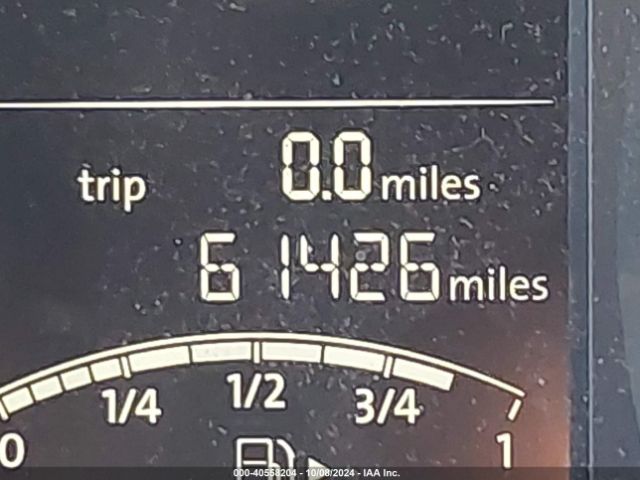 trip 0.0 miles
61426 miles
1/4 1/2 3/4
0 1
000-40558204 - 10/08/2024 - IAA Inc.